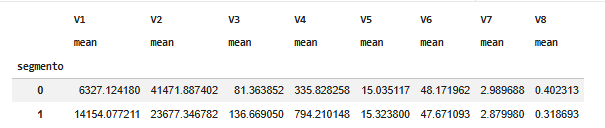 V1 V2 V3 V4 V5 V6 V7 V8
mean mean mean mean mean mean mean mean
segmento
0 6327.124180 41471.887402 81.363852 335.828258 15.035117 48.171962 2.989688 0.402313
1 14154.077211 23677.346782 136.669050 794.210148 15.323800 47.671093 2.879980 0.318693